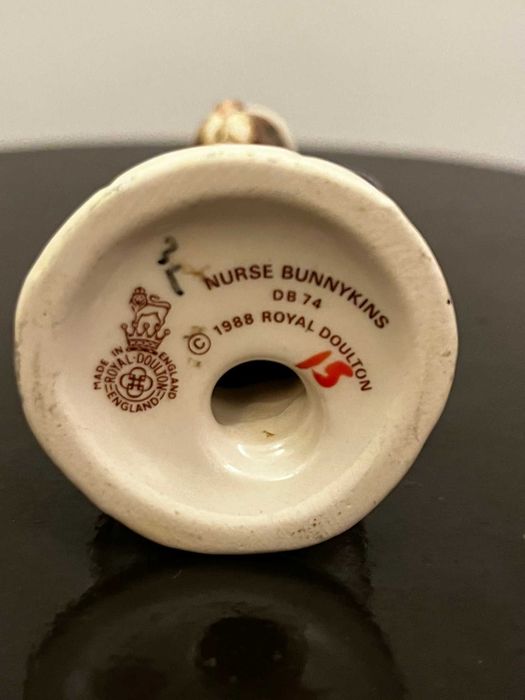 NURSE BUNNYKINS
DB 74
© 1988 ROYAL DOULTON
MADE IN ENGLAND
ROYAL·DOULTON
ENGLAND
15